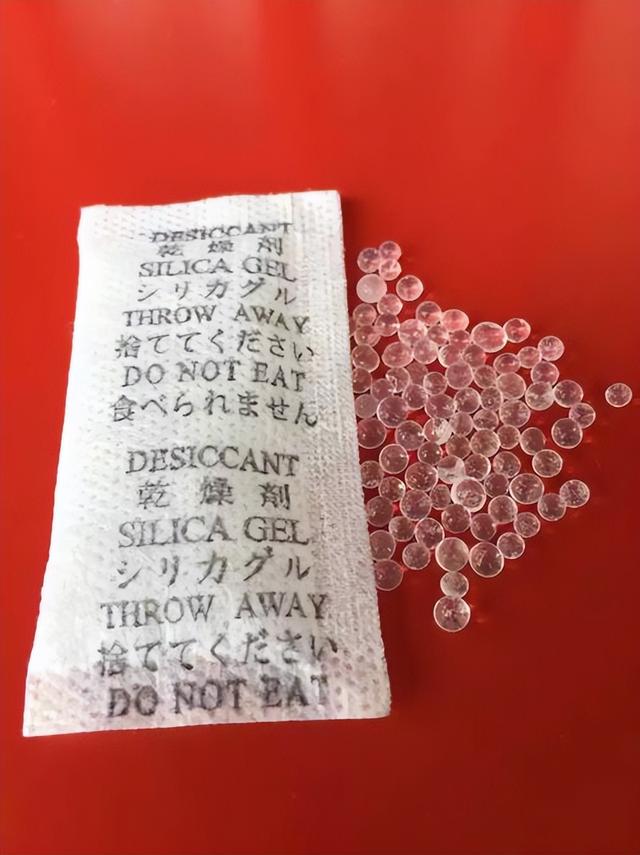 DESICCANT
乾 燥 剤
SILICA GEL
シリカグル
THROW AWAY
捨ててください
DO NOT EAT
食べられません
DESICCANT
乾 燥 剤
SILICA GEL
シリカグル
THROW AWAY
捨ててください
DO NOT EAT